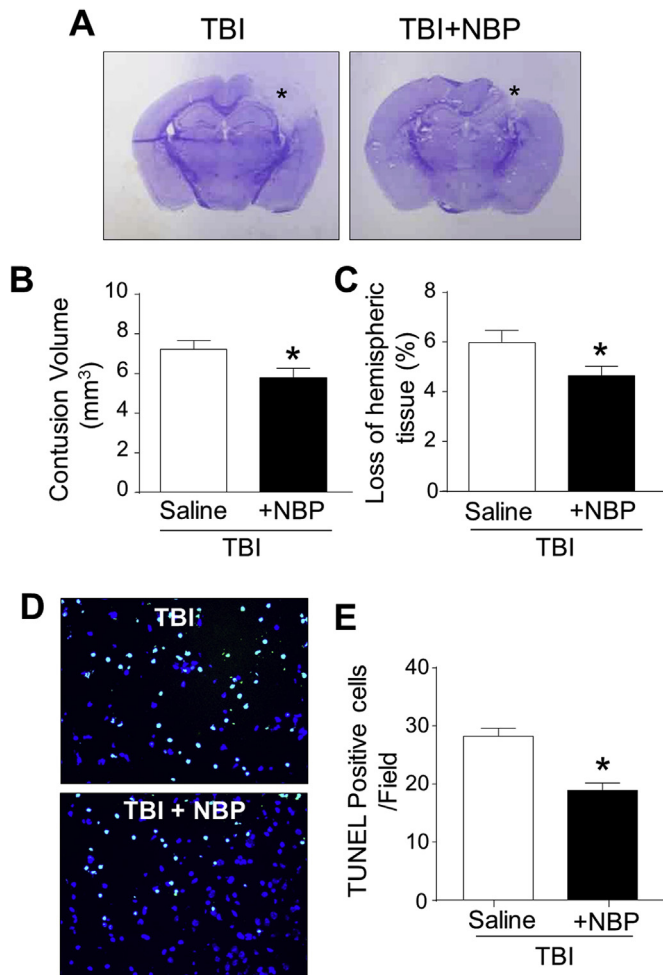 A
TBI
TBI+NBP
*
*
B
Contusion Volume
(mm³)
10
8
6
4
2
0
*
Saline
+NBP
TBI
C
Loss of hemispheric
tissue (%)
8
6
4
2
0
*
Saline
+NBP
TBI
D
TBI
TBI + NBP
E
TUNEL Positive cells
/Field
40
30
20
10
0
*
Saline
+NBP
TBI